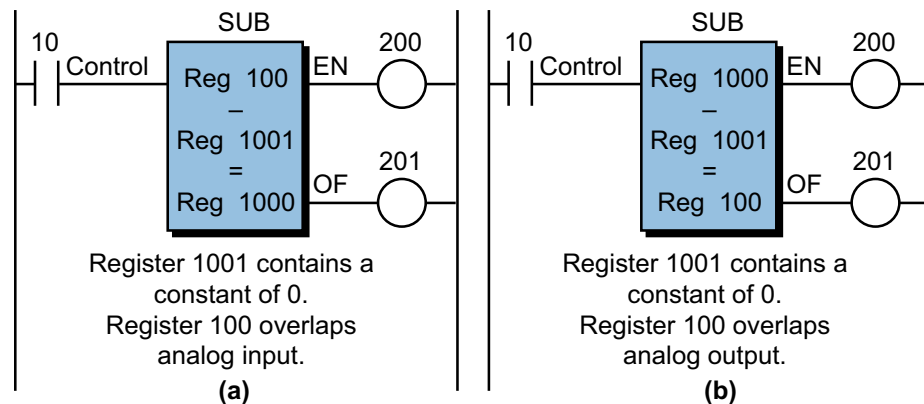 SUB
10
Control
Reg 100
–
Reg 1001
=
Reg 1000
EN
200
OF
201
Register 1001 contains a
constant of 0.
Register 100 overlaps
analog input.
(a)
SUB
10
Control
Reg 1000
–
Reg 1001
=
Reg 100
EN
200
OF
201
Register 1001 contains a
constant of 0.
Register 100 overlaps
analog output.
(b)